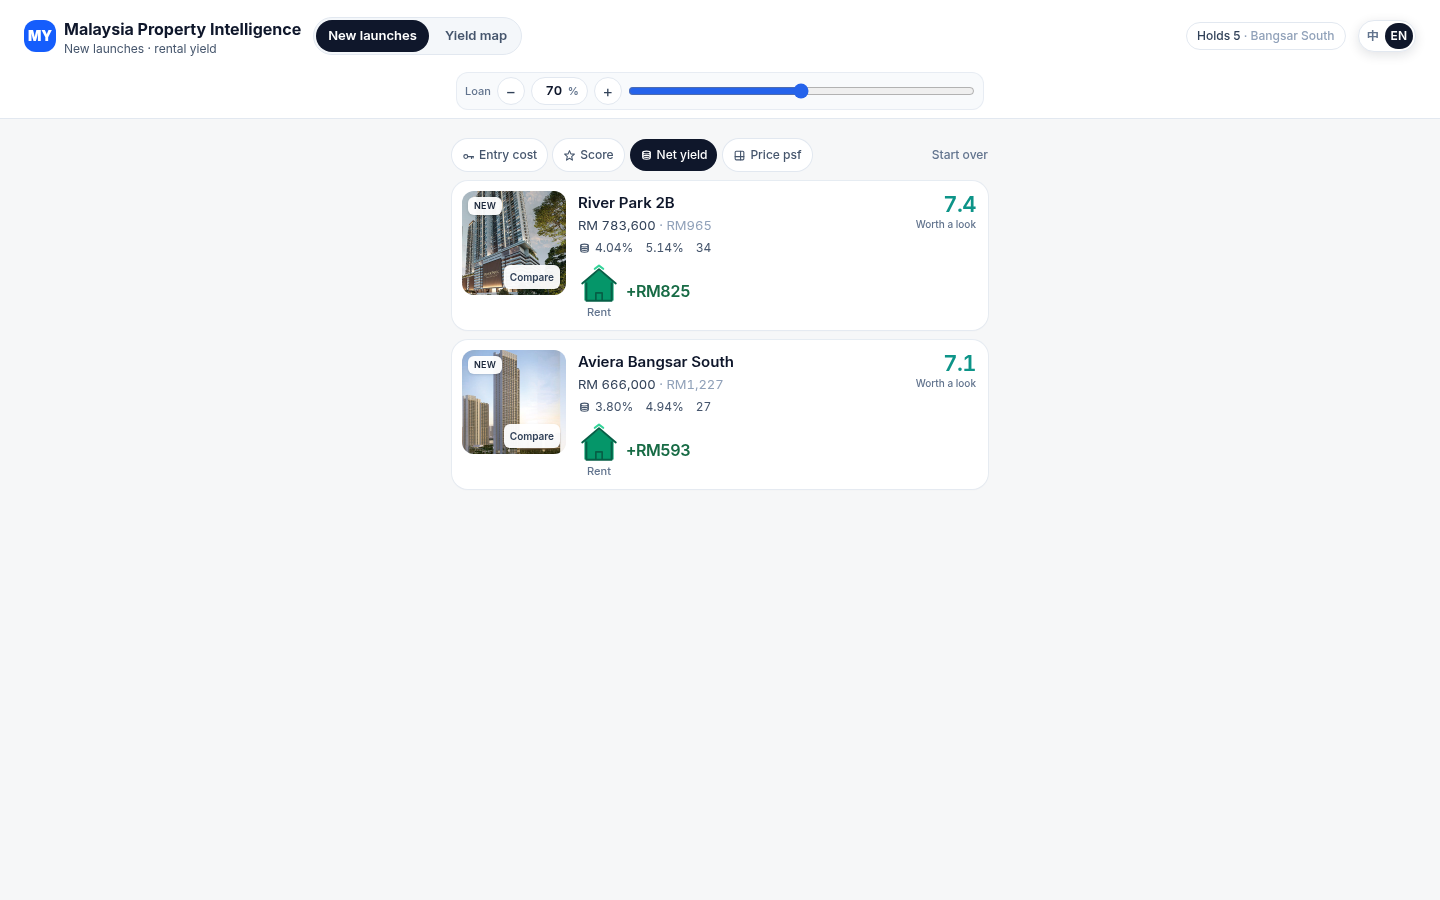 MY
Malaysia Property Intelligence
New launches · rental yield
New launches
Yield map
Holds 5 · Bangsar South
中 EN
Loan − 70 % +
Entry cost
Score
Net yield
Price psf
Start over
NEW
Compare
River Park 2B
RM 783,600 · RM965
4.04% 5.14% 34
+RM825
Rent
7.4
Worth a look
NEW
Compare
Aviera Bangsar South
RM 666,000 · RM1,227
3.80% 4.94% 27
+RM593
Rent
7.1
Worth a look